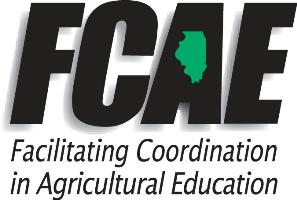 FCAE
Facilitating Coordination
in Agricultural Education